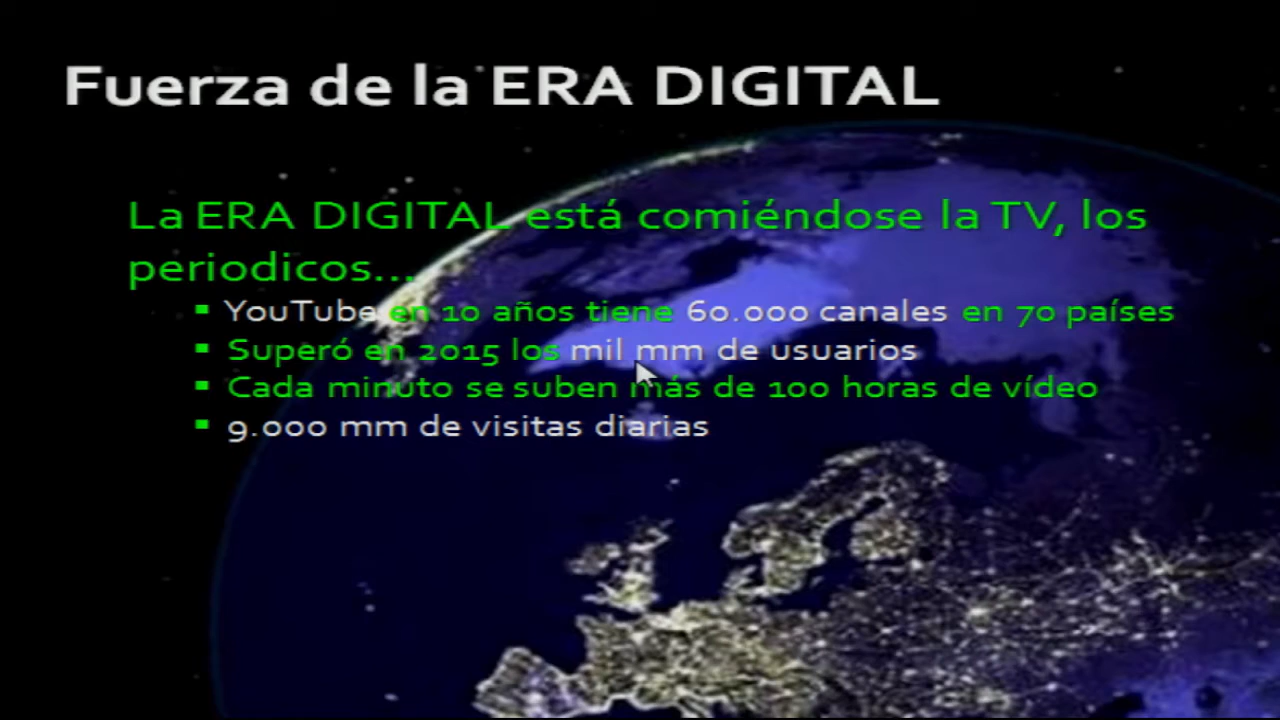 Fuerza de la ERA DIGITAL
La ERA DIGITAL está comiéndose la TV, los
periodicos...
▪ YouTube en 10 años tiene 60.000 canales en 70 países
▪ Superó en 2015 los mil mm de usuarios
▪ Cada minuto se suben más de 100 horas de vídeo
▪ 9.000 mm de visitas diarias